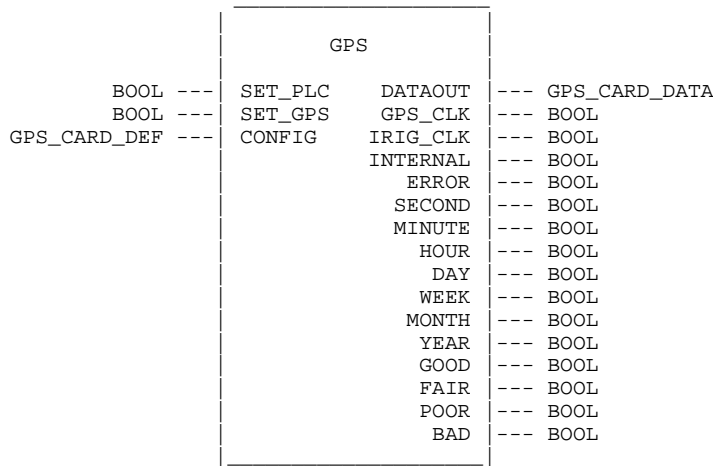 GPS
BOOL --- SET_PLC DATAOUT --- GPS_CARD_DATA
BOOL --- SET_GPS GPS_CLK --- BOOL
GPS_CARD_DEF --- CONFIG IRIG_CLK --- BOOL
INTERNAL --- BOOL
ERROR --- BOOL
SECOND --- BOOL
MINUTE --- BOOL
HOUR --- BOOL
DAY --- BOOL
WEEK --- BOOL
MONTH --- BOOL
YEAR --- BOOL
GOOD --- BOOL
FAIR --- BOOL
POOR --- BOOL
BAD --- BOOL